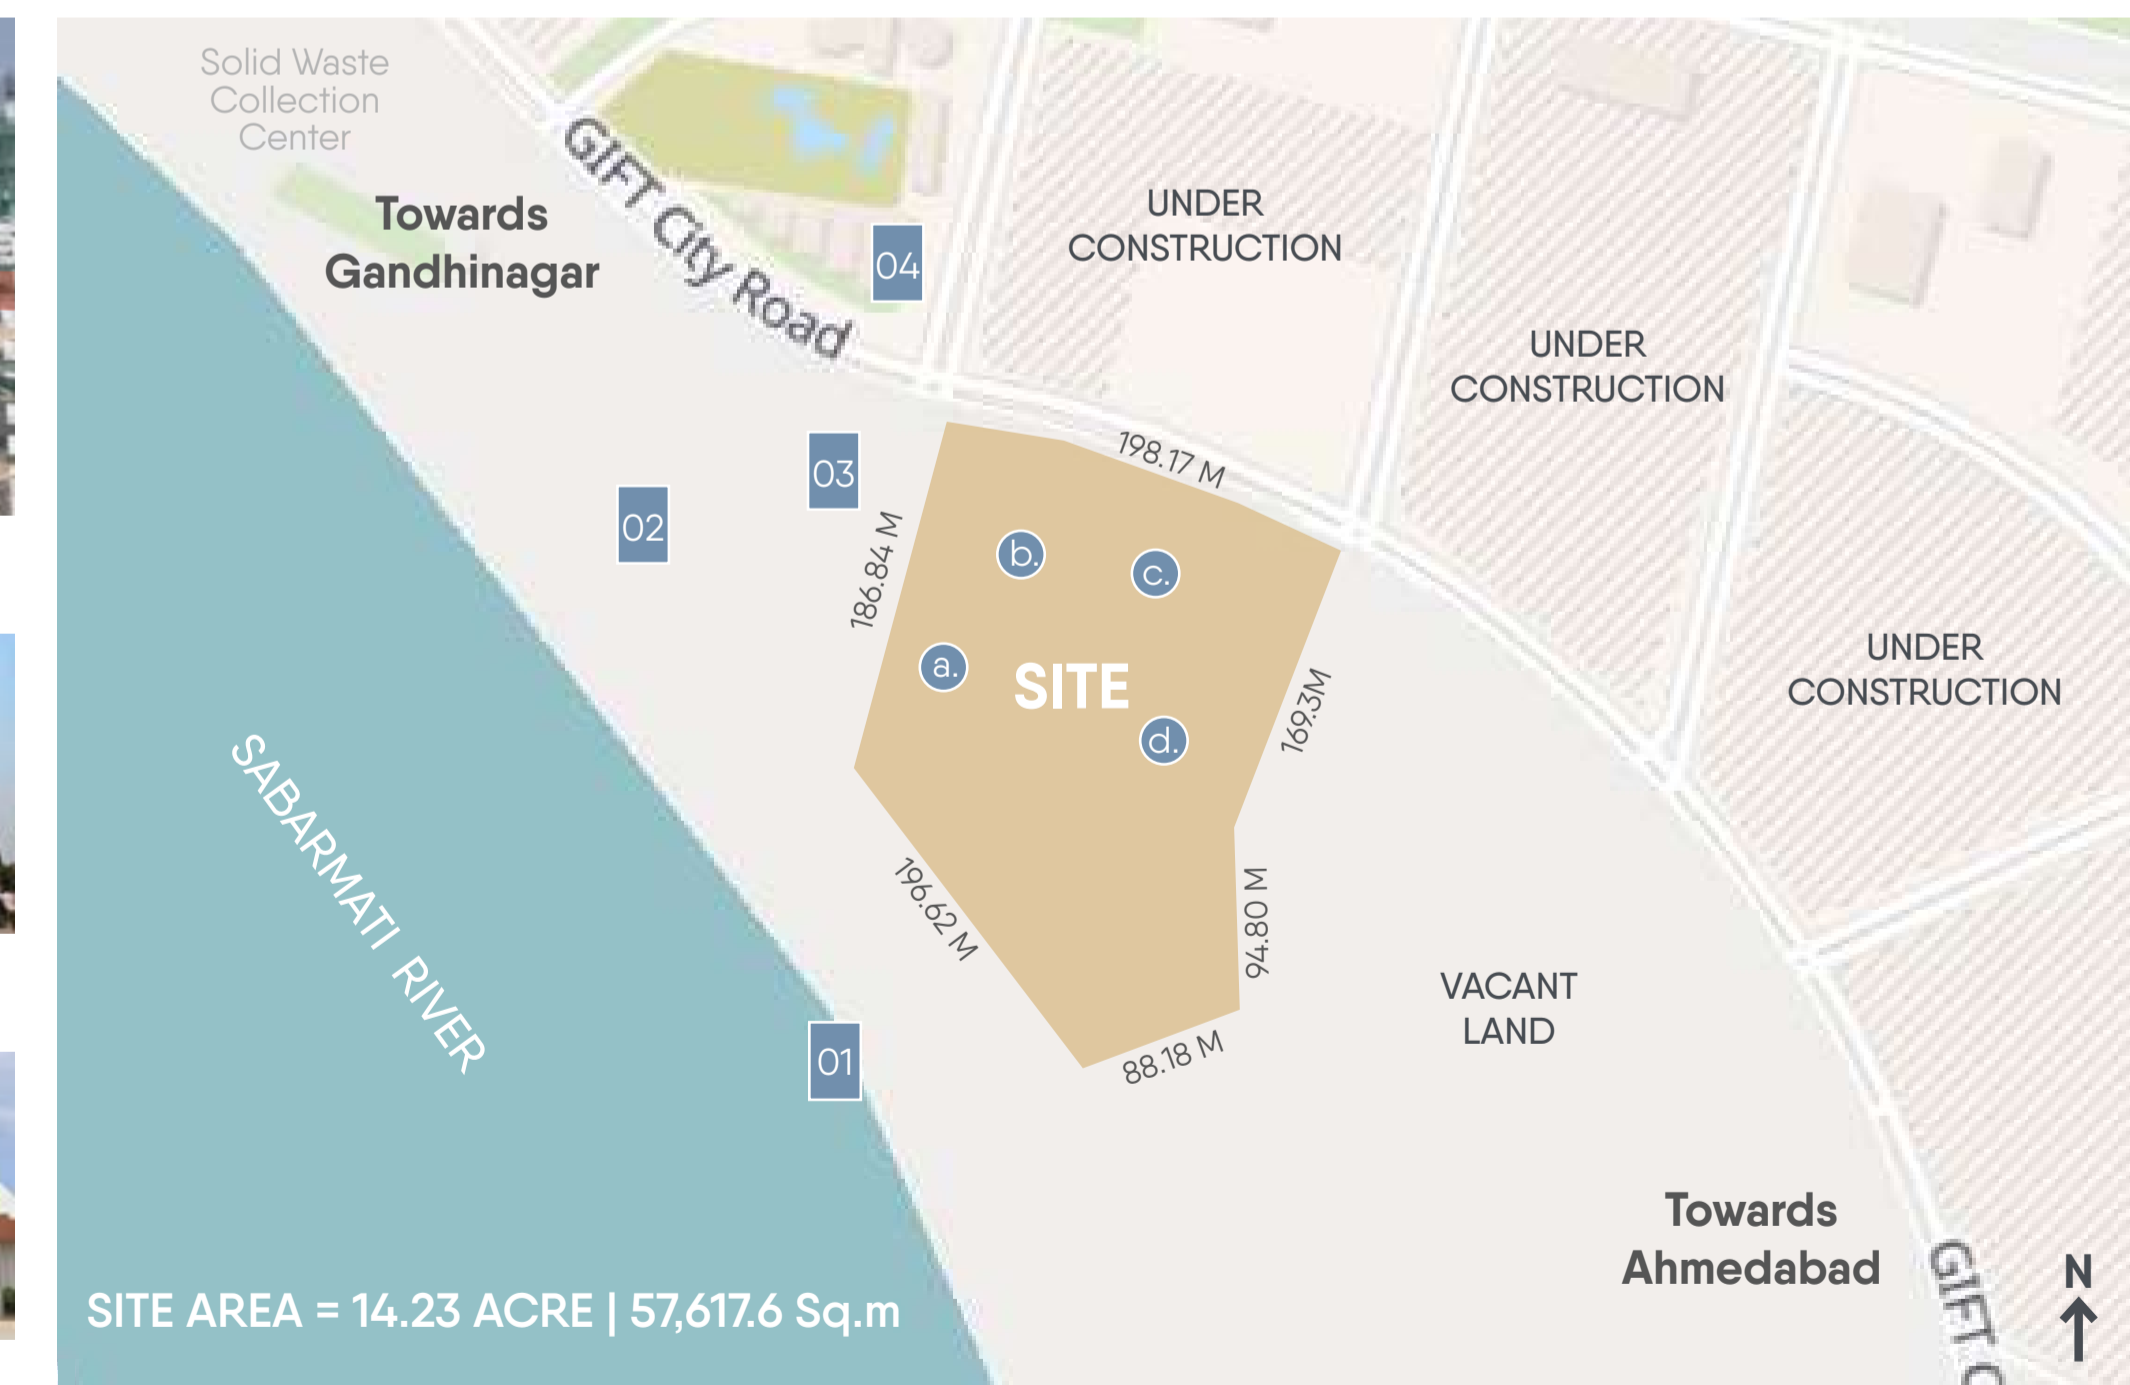 Solid Waste
Collection
Center
Towards
Gandhinagar
GIFT City Road
04
UNDER
CONSTRUCTION
UNDER
CONSTRUCTION
03
02
198.17 M
186.84 M
b.
c.
a.
SITE
d.
169.3M
UNDER
CONSTRUCTION
SABARMATI RIVER
196.62 M
94.80 M
88.18 M
01
VACANT
LAND
Towards
Ahmedabad
GIFT
N
SITE AREA = 14.23 ACRE | 57,617.6 Sq.m